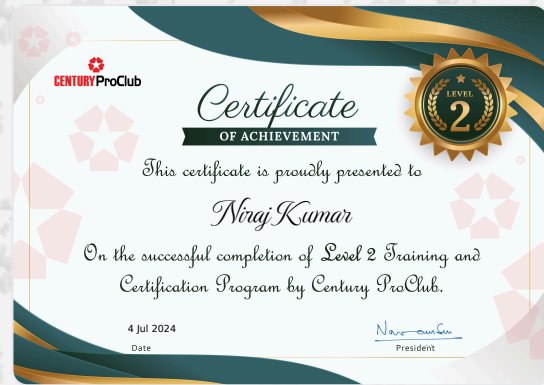 CENTURY ProClub
LEVEL
2
Certificate
OF ACHIEVEMENT
This certificate is proudly presented to
Niraj Kumar
On the successful completion of Level 2 Training and
Certification Program by Century ProClub.
4 Jul 2024
Date
President